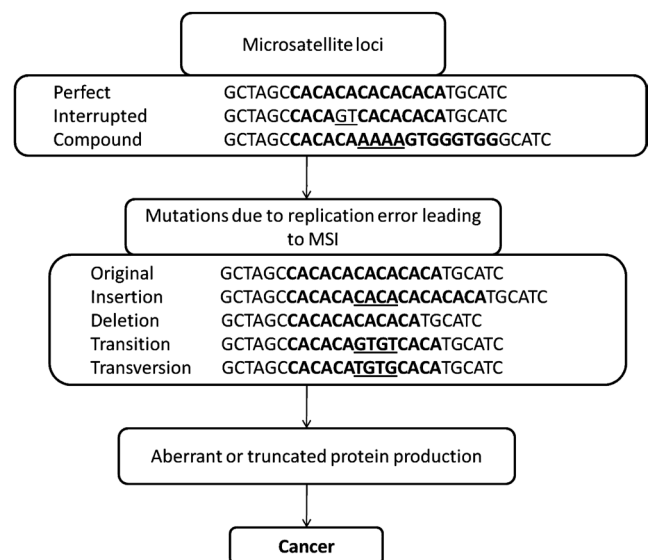 Microsatellite loci
Perfect GCTAGCCACACACACACACATGCATC
Interrupted GCTAGCCACAGTCACACACATGCATC
Compound GCTAGCCACACAAAAAGTGGGTGGGCATC
Mutations due to replication error leading
to MSI
Original GCTAGCCACACACACACACATGCATC
Insertion GCTAGCCACACACACACACACACATGCATC
Deletion GCTAGCCACACACACACATGCATC
Transition GCTAGCCACACAGTGTCACATGCATC
Transversion GCTAGCCACACATGTGCACATGCATC
Aberrant or truncated protein production
Cancer